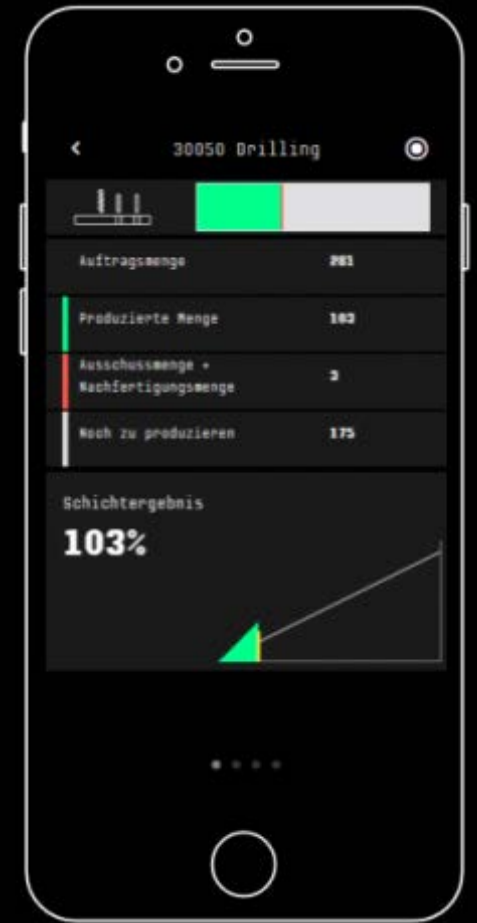 30050 Drilling
Auftragsmenge 281
Produzierte Menge 103
Ausschussmenge +
Nachfertigungsmenge 3
Noch zu produzieren 175
Schichtergebnis
103%